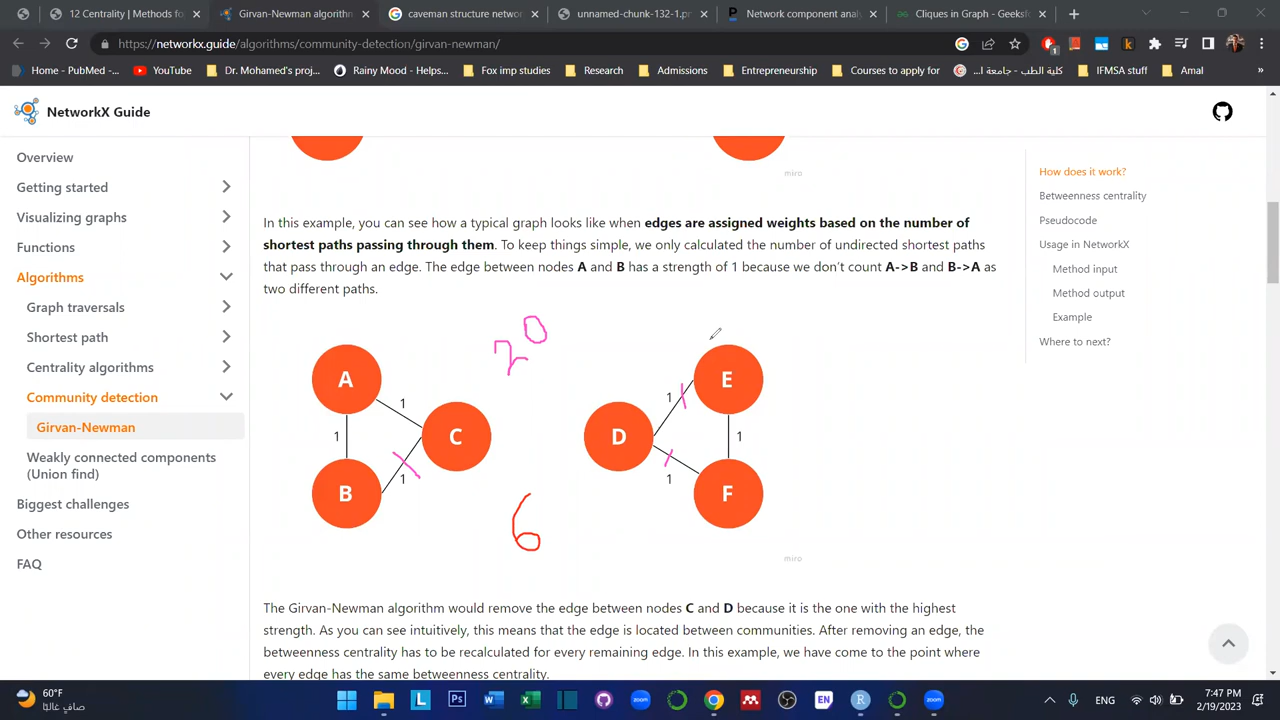 12 | Methods fo
Girvan-Newman algorithm
caveman structure networ
unnamed-chunk-132-1.pn
Network component analy
Cliques in Graph - Geeksfo
https://networkx.guide/algorithms/community-detection/girvan-newman/
Home - PubMed -...
YouTube
Dr. Mohamed's proj...
Rainy Mood - Helps...
Fox imp studies
Research
Admissions
Entrepreneurship
Courses to apply for
كلية الطب - جامعة ا...
IFMSA stuff
Amal
»
NetworkX Guide
Overview
Getting started
Visualizing graphs
Functions
Algorithms
Graph traversals
Shortest path
Centrality algorithms
Community detection
Girvan-Newman
Weakly connected components
(Union find)
Biggest challenges
Other resources
FAQ
miro
In this example, you can see how a typical graph looks like when edges are assigned weights based on the number of
shortest paths passing through them. To keep things simple, we only calculated the number of undirected shortest paths
that pass through an edge. The edge between nodes A and B has a strength of 1 because we don't count A->B and B->A as
two different paths.
20
A
E
1
1
1
C
D
1
1
1
B
F
6
miro
The Girvan-Newman algorithm would remove the edge between nodes C and D because it is the one with the highest
strength. As you can see intuitively, this means that the edge is located between communities. After removing an edge, the
betweenness centrality has to be recalculated for every remaining edge. In this example, we have come to the point where
every edge has the same betweenness centrality.
How does it work?
Betweenness centrality
Pseudocode
Usage in NetworkX
Method input
Method output
Example
Where to next?
60°F
صافٍ غالبًا
ENG
7:47 PM
2/19/2023